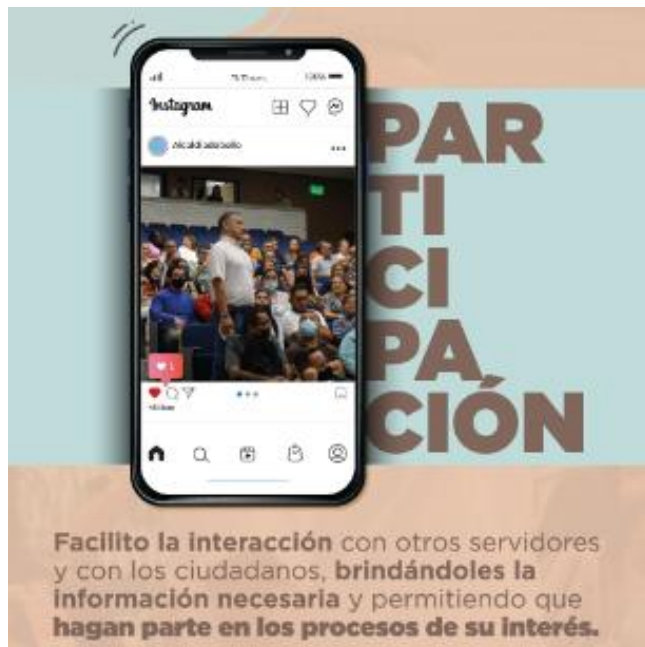 Instagram
PAR
TI
CI
PA
CIÓN
1
Facilito la interacción con otros servidores
y con los ciudadanos, brindándoles la
información necesaria y permitiendo que
hagan parte en los procesos de su interés.